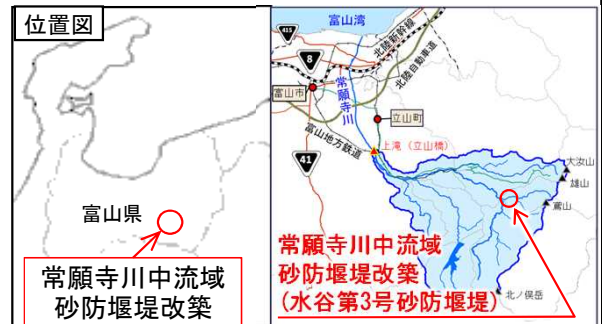 位置図
富山県
常願寺川中流域
砂防堰堤改築
富山湾
415
8
北陸新幹線
北陸自動車道
富山市
常願寺川
立山町
富山地方鉄道
上滝（立山橋）
41
大汝山
雄山
鳶山
常願寺川中流域
砂防堰堤改築
(水谷第3号砂防堰堤)
北ノ俣岳